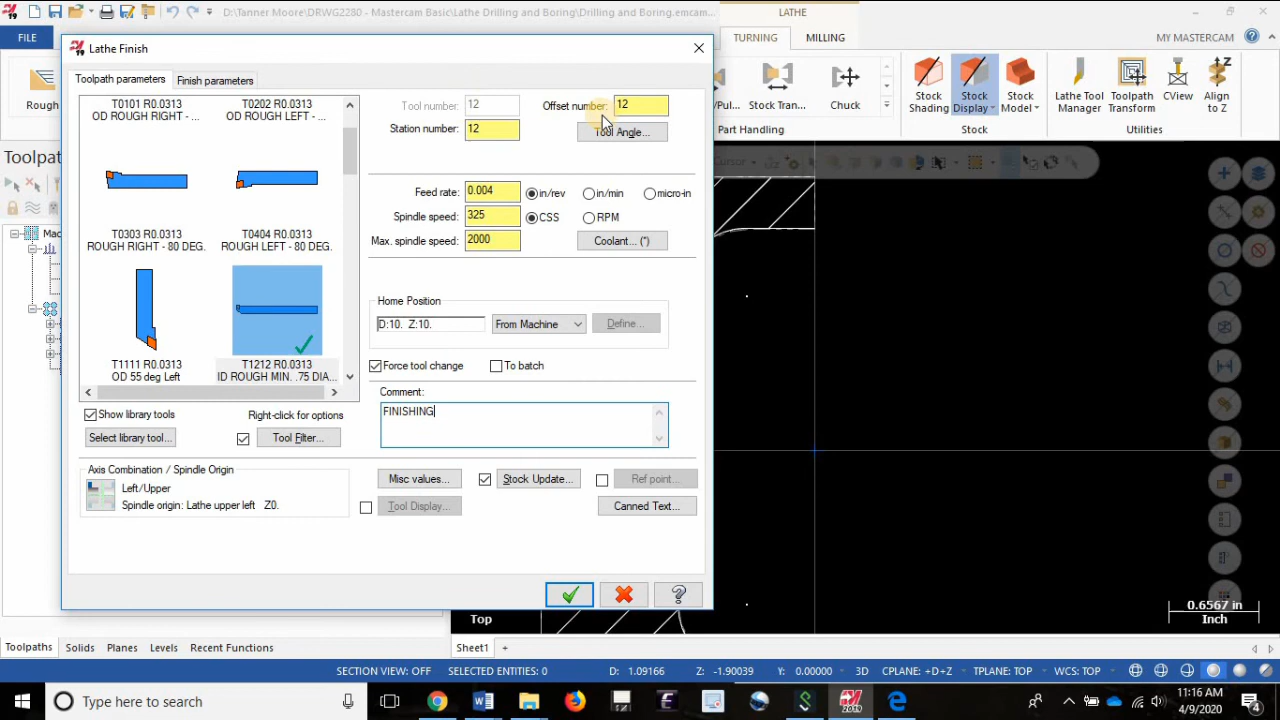 D:\Tanner Moore\DRWG2280 - Mastercam Basic\Lathe Drilling and Boring\Drilling and Boring.emcam...
LATHE
FILE
TURNING
MILLING
MY MASTERCAM
Lathe Finish
Toolpath parameters
Finish parameters
Rough
/Pul...
Stock Tran...
Chuck
Stock Shading
Stock Display
Stock Model
Lathe Tool Manager
Toolpath Transform
CView
Align to Z
Part Handling
Stock
Utilities
Toolpath
Cursor
Mac
T0101 R0.0313
OD ROUGH RIGHT - ...
T0202 R0.0313
OD ROUGH LEFT - ...
T0303 R0.0313
ROUGH RIGHT - 80 DEG.
T0404 R0.0313
ROUGH LEFT - 80 DEG.
T1111 R0.0313
OD 55 deg Left
T1212 R0.0313
ID ROUGH MIN. .75 DIA...
Tool number: 12
Offset number: 12
Station number: 12
Tool Angle...
Feed rate: 0.004
in/rev
in/min
micro-in
Spindle speed: 325
CSS
RPM
Max. spindle speed: 2000
Coolant... (*)
Home Position
D:10. Z:10.
From Machine
Define...
Force tool change
To batch
Comment:
FINISHING
Show library tools
Right-click for options
Select library tool...
Tool Filter...
Axis Combination / Spindle Origin
Left/Upper
Spindle origin: Lathe upper left Z0.
Misc values...
Stock Update...
Ref point...
Tool Display...
Canned Text...
Top
0.6567 in
Inch
Toolpaths
Solids
Planes
Levels
Recent Functions
Sheet1
+
SECTION VIEW: OFF
SELECTED ENTITIES: 0
D: 1.09166
Z: -1.90039
Y: 0.00000
3D
CPLANE: +D+Z
TPLANE: TOP
WCS: TOP
Type here to search
2019
11:16 AM
4/9/2020
4